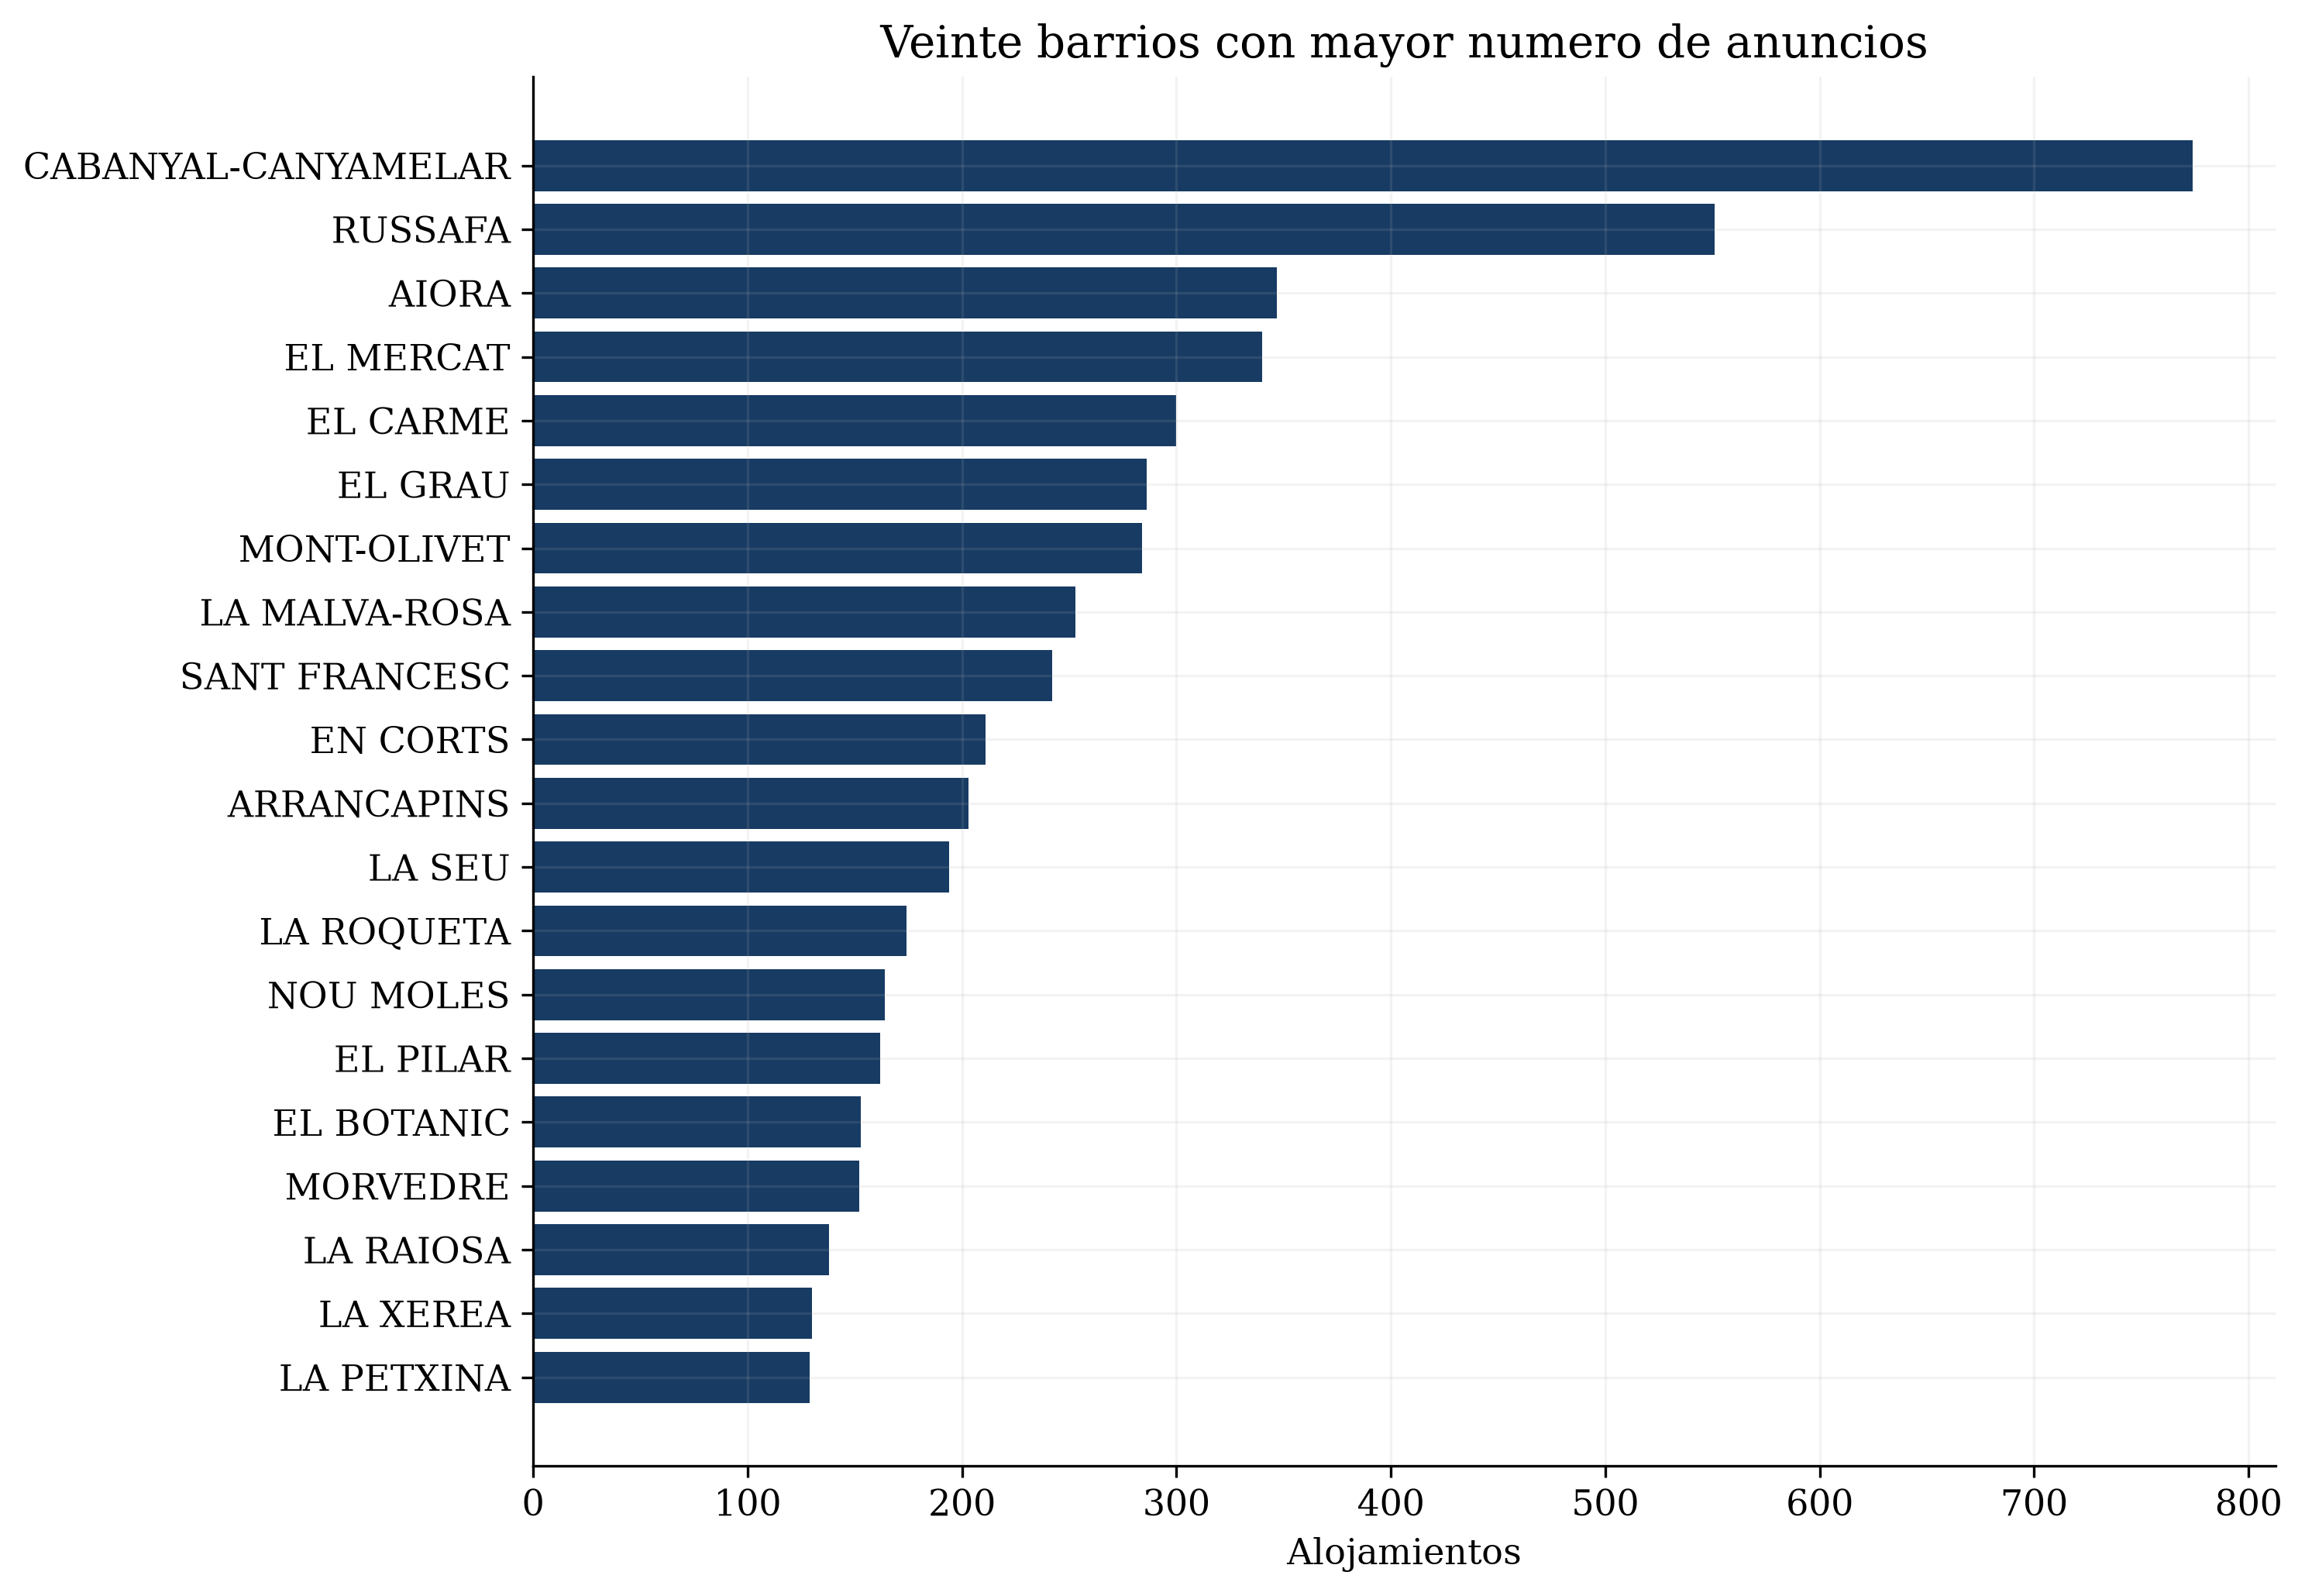 Veinte barrios con mayor numero de anuncios
CABANYAL-CANYAMELAR
RUSSAFA
AIORA
EL MERCAT
EL CARME
EL GRAU
MONT-OLIVET
LA MALVA-ROSA
SANT FRANCESC
EN CORTS
ARRANCAPINS
LA SEU
LA ROQUETA
NOU MOLES
EL PILAR
EL BOTANIC
MORVEDRE
LA RAIOSA
LA XEREA
LA PETXINA
0 100 200 300 400 500 600 700 800
Alojamientos